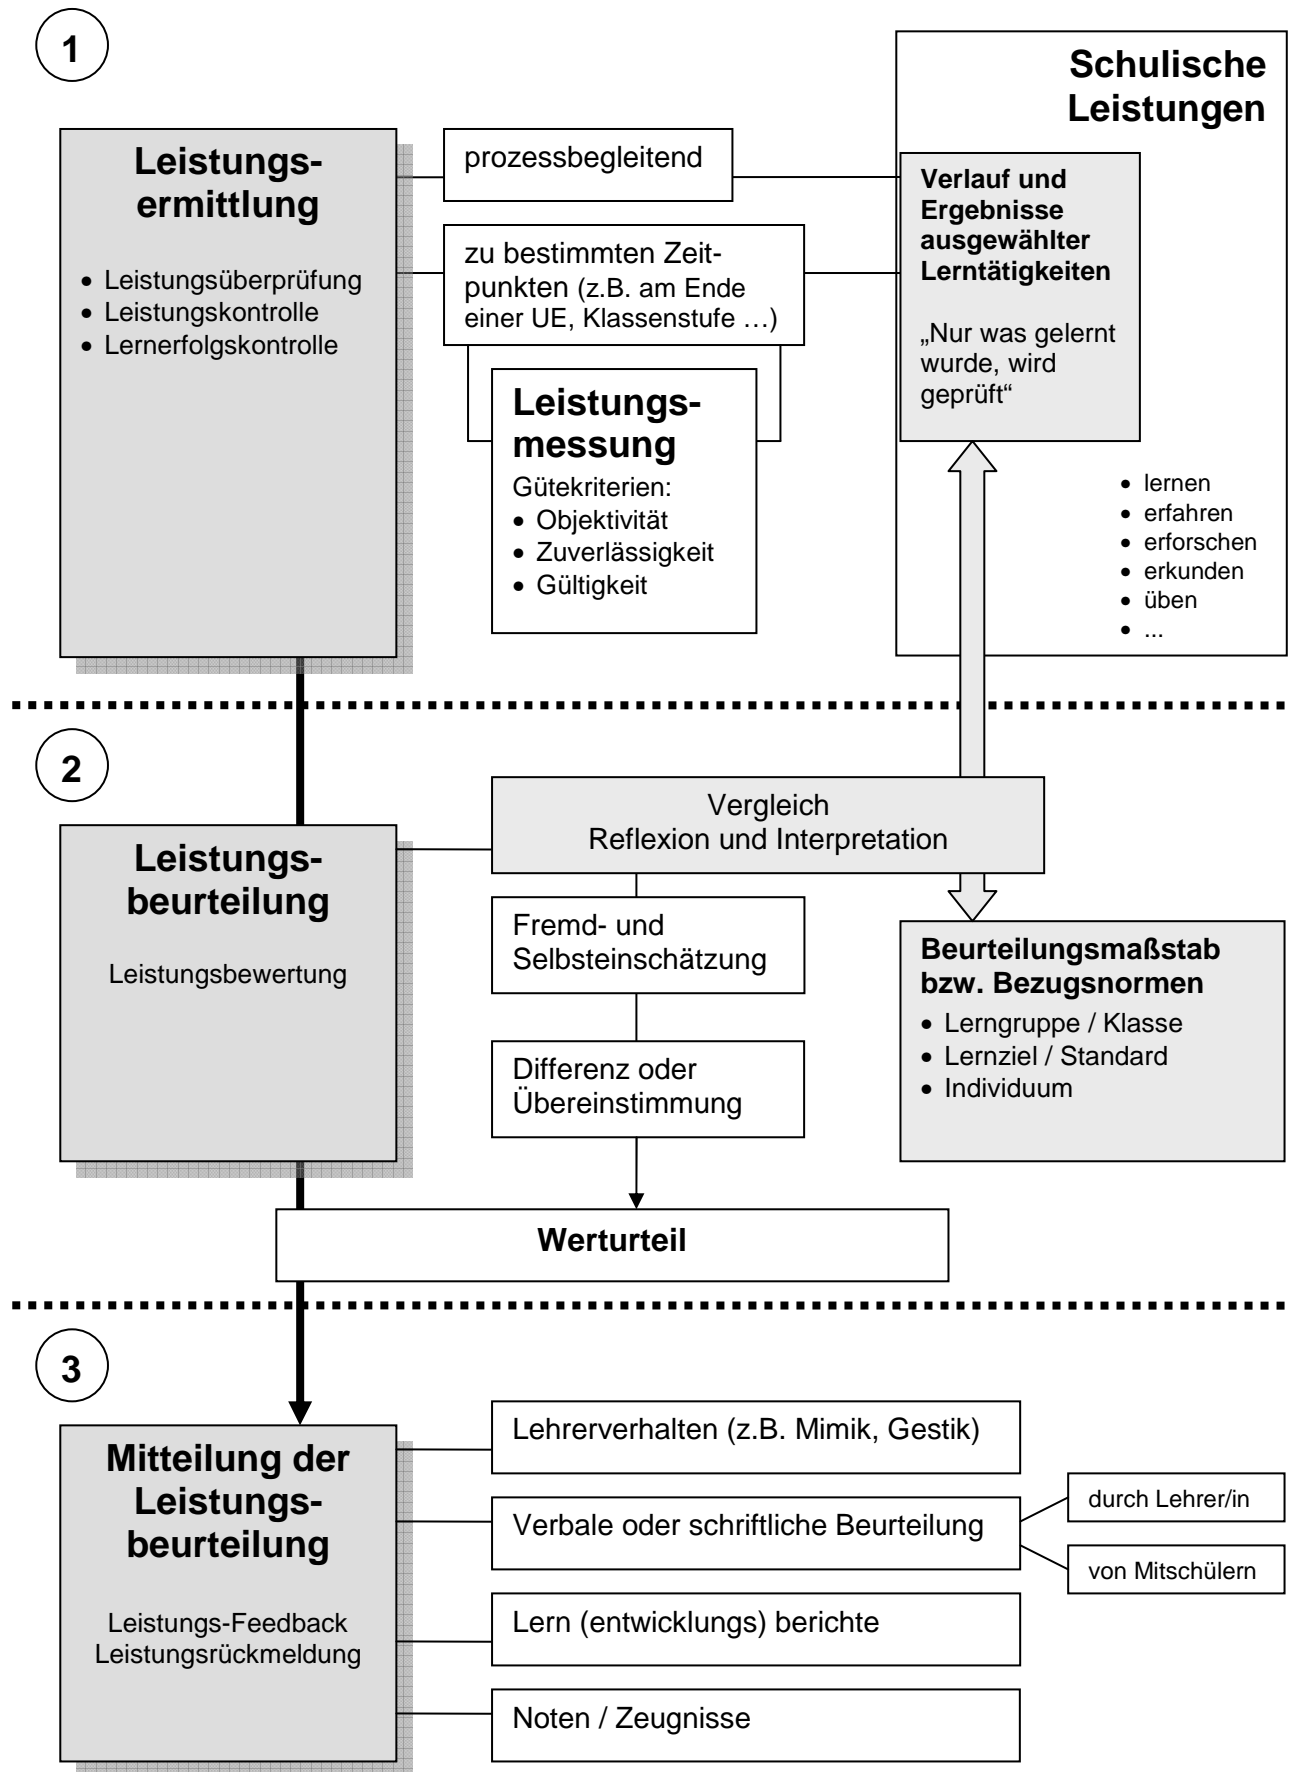 1
Schulische
Leistungen
Leistungs-
ermittlung
• Leistungsüberprüfung
• Leistungskontrolle
• Lernerfolgskontrolle
prozessbegleitend
zu bestimmten Zeit-
punkten (z.B. am Ende
einer UE, Klassenstufe …)
Leistungs-
messung
Gütekriterien:
• Objektivität
• Zuverlässigkeit
• Gültigkeit
Verlauf und
Ergebnisse
ausgewählter
Lerntätigkeiten
„Nur was gelernt
wurde, wird
geprüft“
• lernen
• erfahren
• erforschen
• erkunden
• üben
• ...
2
Leistungs-
beurteilung
Leistungsbewertung
Vergleich
Reflexion und Interpretation
Fremd- und
Selbsteinschätzung
Differenz oder
Übereinstimmung
Beurteilungsmaßstab
bzw. Bezugsnormen
• Lerngruppe / Klasse
• Lernziel / Standard
• Individuum
Werturteil
3
Mitteilung der
Leistungs-
beurteilung
Leistungs-Feedback
Leistungsrückmeldung
Lehrerverhalten (z.B. Mimik, Gestik)
Verbale oder schriftliche Beurteilung
durch Lehrer/in
von Mitschülern
Lern (entwicklungs) berichte
Noten / Zeugnisse